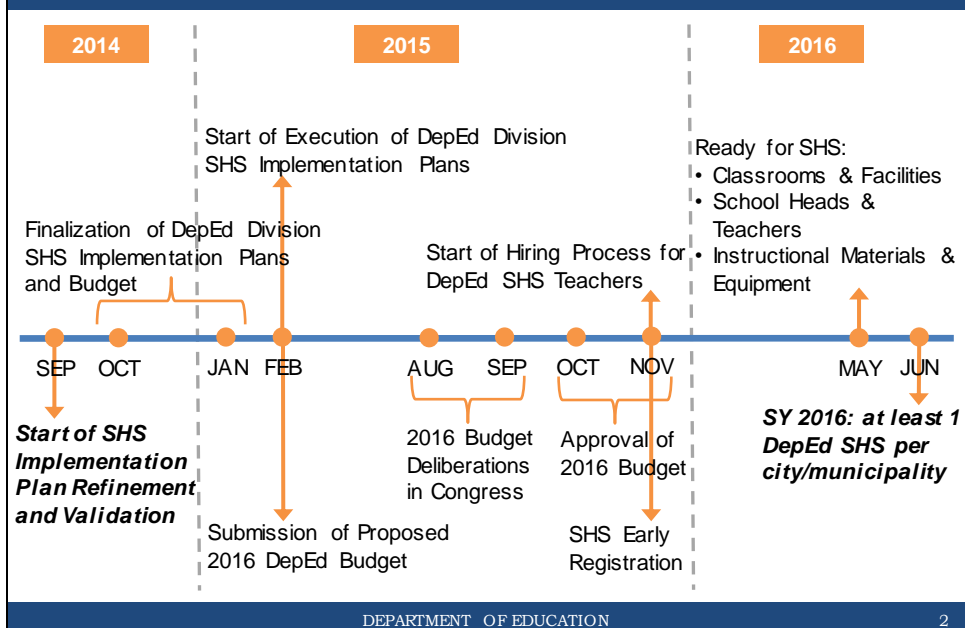 2014
2015
2016
Start of Execution of DepEd Division
SHS Implementation Plans
Ready for SHS:
• Classrooms & Facilities
• School Heads &
Teachers
• Instructional Materials &
Equipment
Finalization of DepEd Division
SHS Implementation Plans
and Budget
Start of Hiring Process for
DepEd SHS Teachers
SEP OCT JAN FEB AUG SEP OCT NOV MAY JUN
Start of SHS
Implementation
Plan Refinement
and Validation
2016 Budget
Deliberations
in Congress
Approval of
2016 Budget
SY 2016: at least 1
DepEd SHS per
city/municipality
Submission of Proposed
2016 DepEd Budget
SHS Early
Registration
DEPARTMENT OF EDUCATION 2